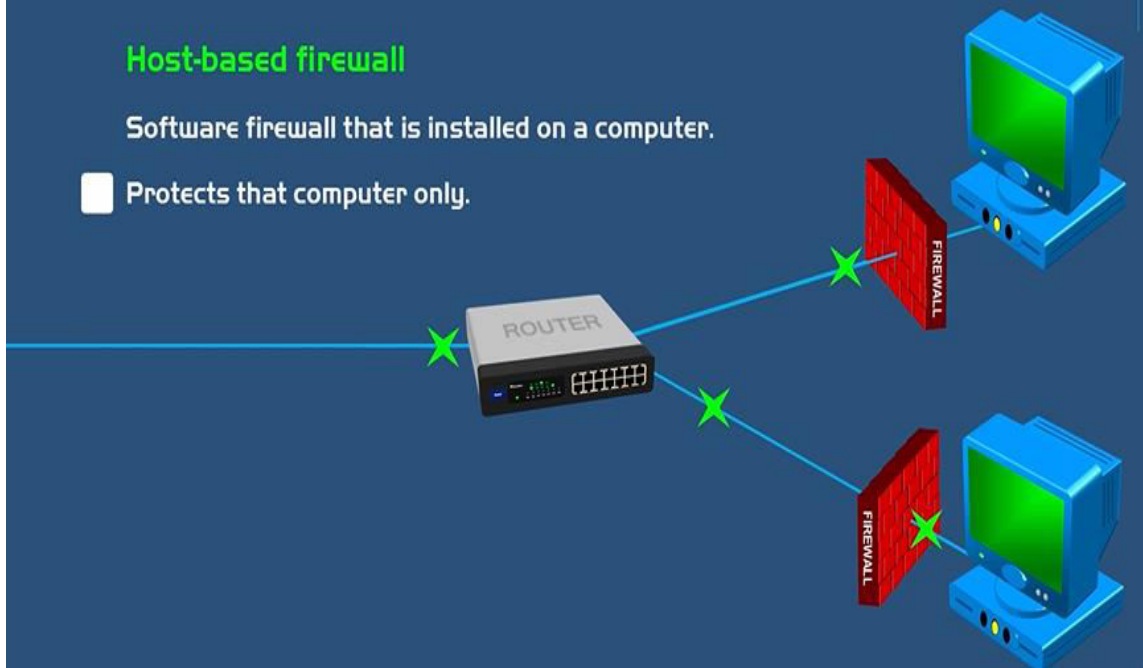 Host-based firewall
Software firewall that is installed on a computer.
Protects that computer only.
FIREWALL
ROUTER
FIREWALL